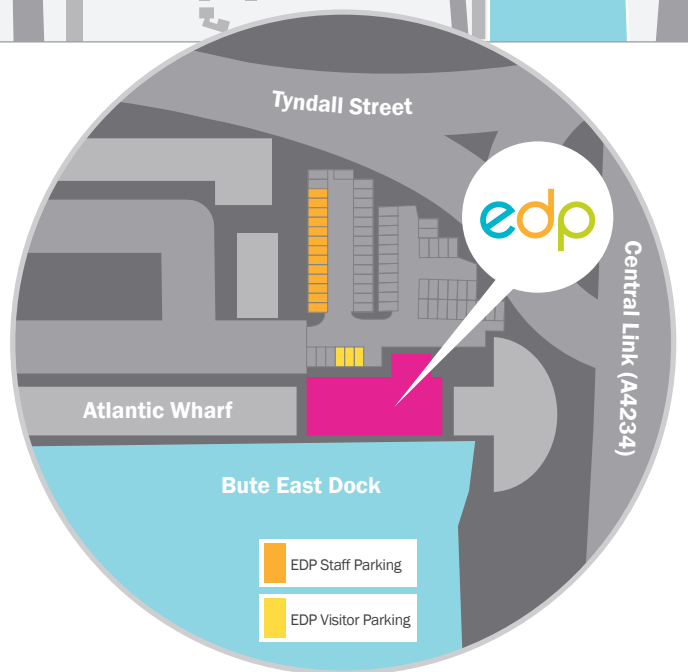 Tyndall Street
edp
Central Link (A4234)
Atlantic Wharf
Bute East Dock
EDP Staff Parking
EDP Visitor Parking